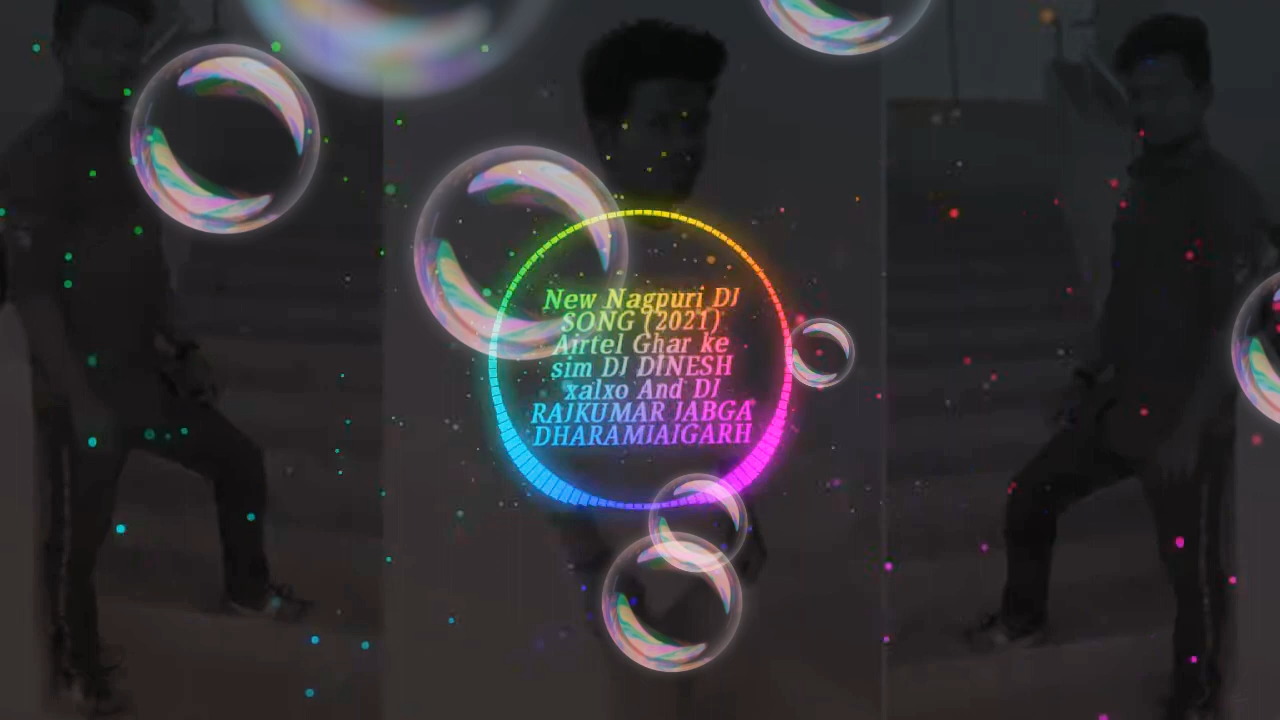 New Nagpuri DJ
SONG (2021)
Airtel Ghar ke
sim DJ DINESH
xalxo And DJ
RAJKUMAR JABGA
DHARAMJAIGARH